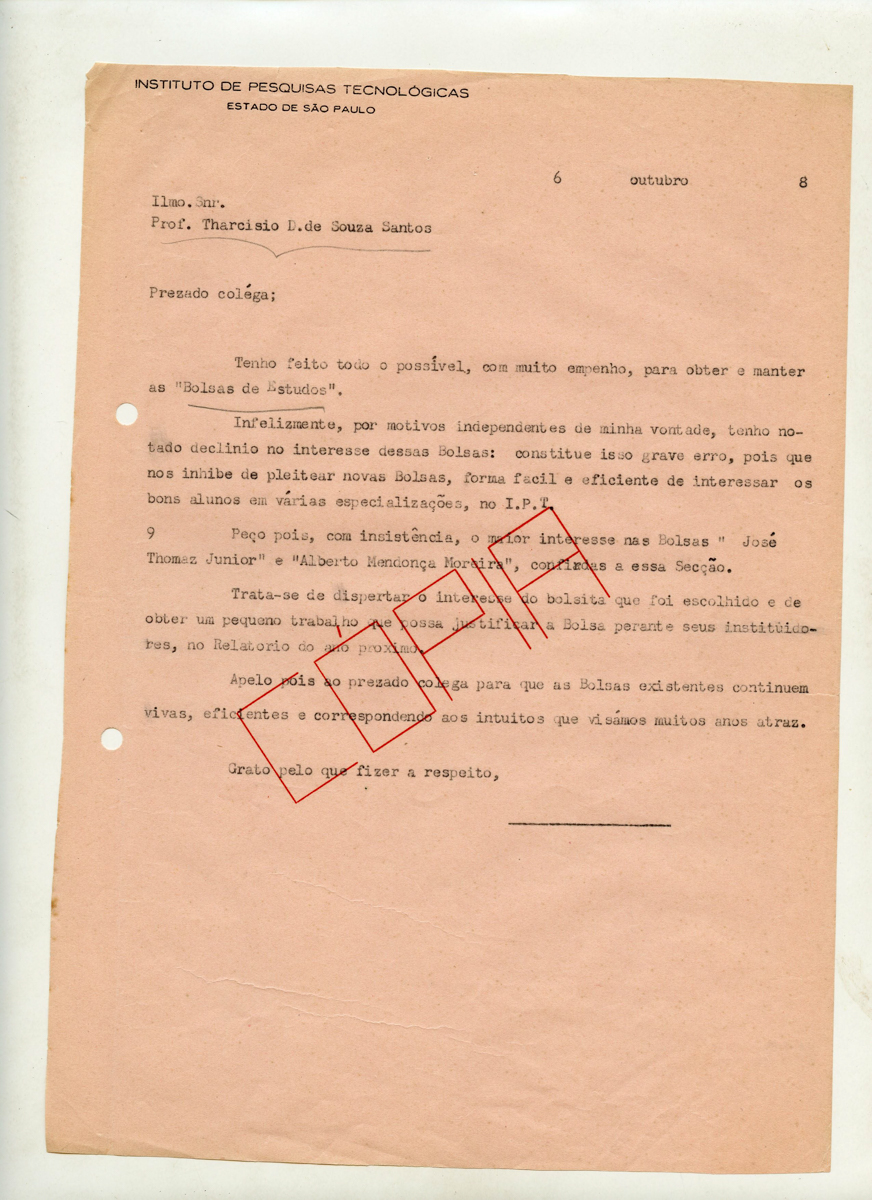 INSTITUTO DE PESQUISAS TECNOLÓGICAS
ESTADO DE SÃO PAULO
6 outubro 8
Ilmo.Snr.
Prof. Tharcisio D.de Souza Santos
Prezado coléga;
Tenho feito todo o possível, com muito empenho, para obter e manter
as "Bolsas de Estudos".
Infelizmente, por motivos independentes de minha vontade, tenho no-
tado declinio no interesse dessas Bolsas: constitue isso grave erro, pois que
nos inhibe de pleitear novas Bolsas, forma facil e eficiente de interessar os
bons alunos em várias especializações, no I.P.T.
9 Peço pois, com insistência, o maior interesse nas Bolsas " José
Thomaz Junior" e "Alberto Mendonça Moreira", confirdas a essa Secção.
Trata-se de dispertar o interesse do bolsita que foi escolhido e de
obter um pequeno trabalho que possa justificar a Bolsa perante seus instituido-
res, no Relatorio do ano proximo.
Apelo pois ao prezado colega para que as Bolsas existentes continuem
vivas, eficientes e correspondendo aos intuitos que visámos muitos anos atraz.
Grato pelo que fizer a respeito,
CÓPIA